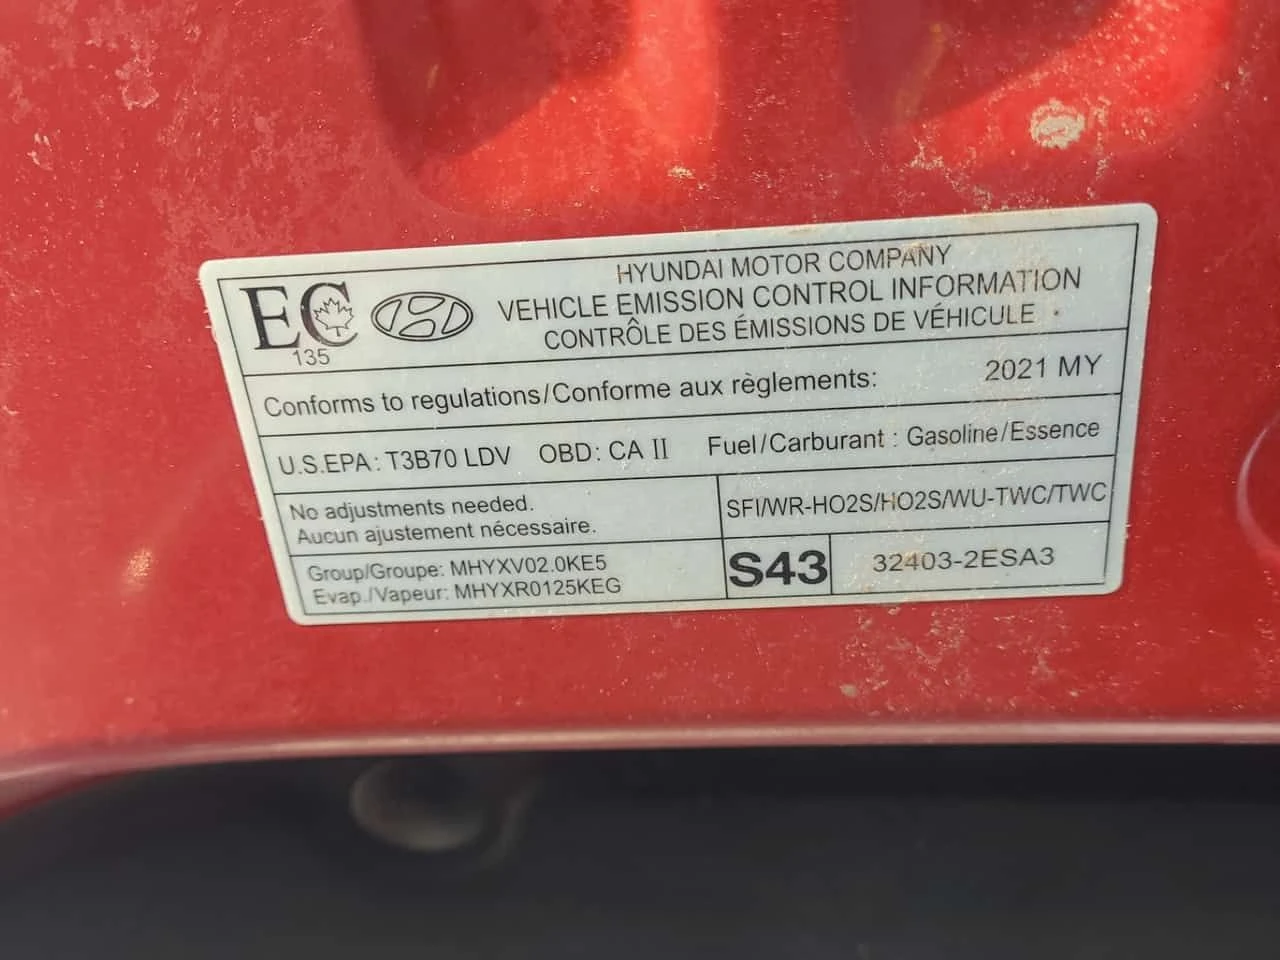 EC
135
HYUNDAI MOTOR COMPANY
VEHICLE EMISSION CONTROL INFORMATION
CONTRÔLE DES ÉMISSIONS DE VÉHICULE
Conforms to regulations/Conforme aux règlements: 2021 MY
U.S.EPA: T3B70 LDV OBD: CA II Fuel/Carburant : Gasoline/Essence
No adjustments needed.
Aucun ajustement nécessaire.
SFI/WR-HO2S/HO2S/WU-TWC/TWC
Group/Groupe: MHYXV02.0KE5
Evap./Vapeur: MHYXR0125KEG
S43
32403-2ESA3